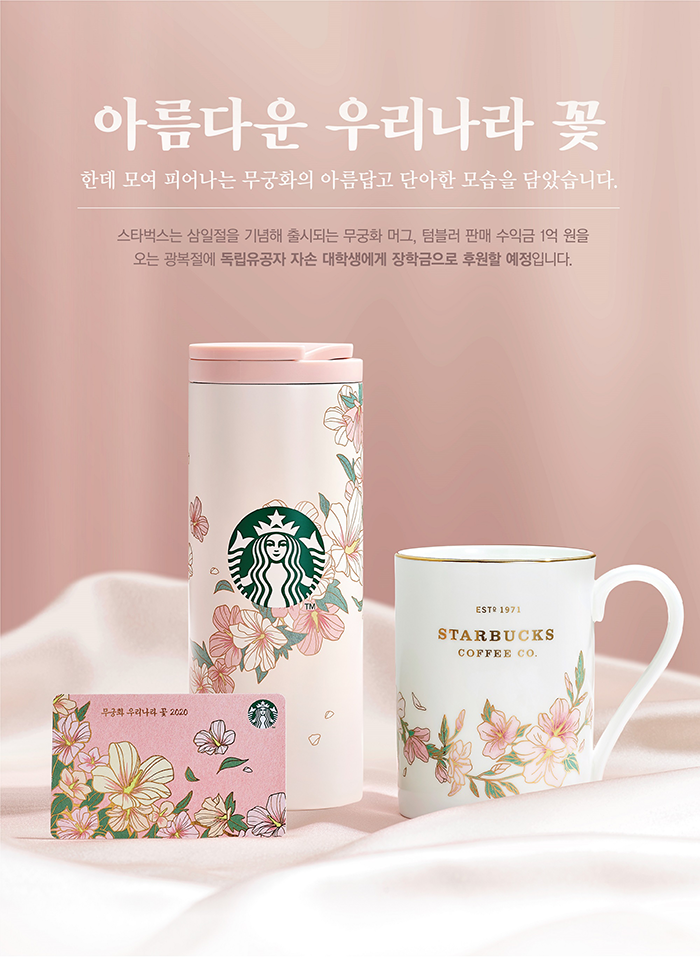 아름다운 우리나라 꽃
한데 모여 피어나는 무궁화의 아름답고 단아한 모습을 담았습니다.
스타벅스는 삼일절을 기념해 출시되는 무궁화 머그, 텀블러 판매 수익금 1억 원을
오는 광복절에 독립유공자 자손 대학생에게 장학금으로 후원할 예정입니다.
TM
ESTD 1971
STARBUCKS
COFFEE CO.
무궁화 우리나라 꽃 2020